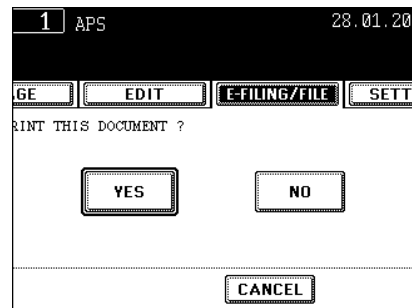 1 APS 28.01.20
GE EDIT E-FILING/FILE SETT
RINT THIS DOCUMENT ?
YES NO
CANCEL